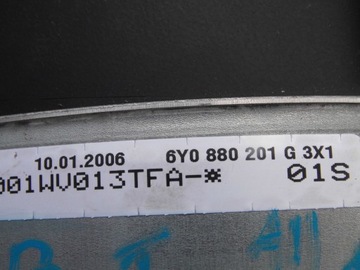 10.01.2006 6Y0 880 201 G 3X1
001WV013TFA-* 01S